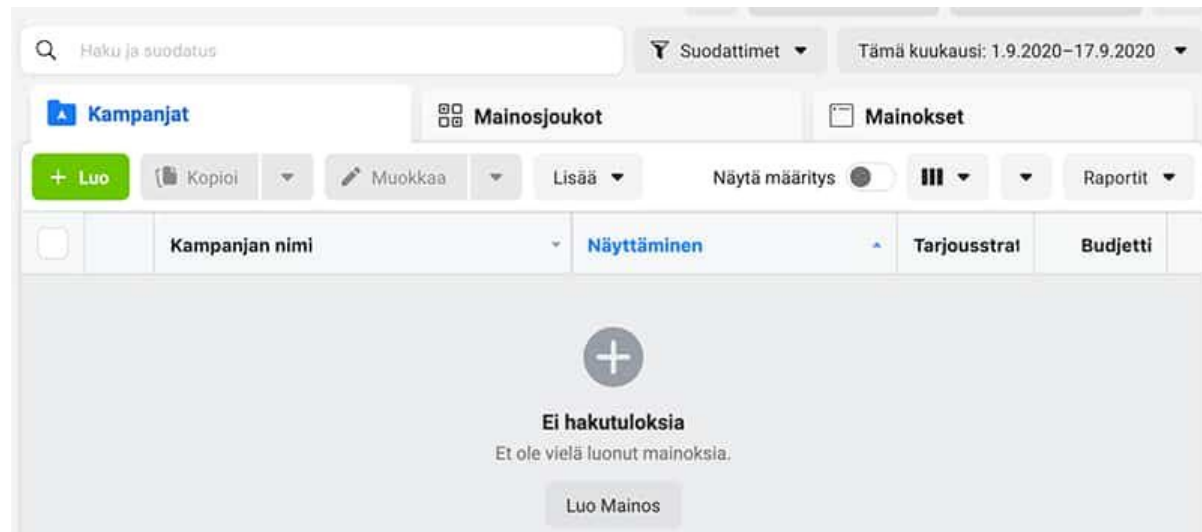 Haku ja suodatus
Suodattimet
Tämä kuukausi: 1.9.2020–17.9.2020
Kampanjat
Mainosjoukot
Mainokset
+ Luo
Kopioi
Muokkaa
Lisää
Näytä määritys
Raportit
Kampanjan nimi
Näyttäminen
Tarjousstrat
Budjetti
Ei hakutuloksia
Et ole vielä luonut mainoksia.
Luo Mainos